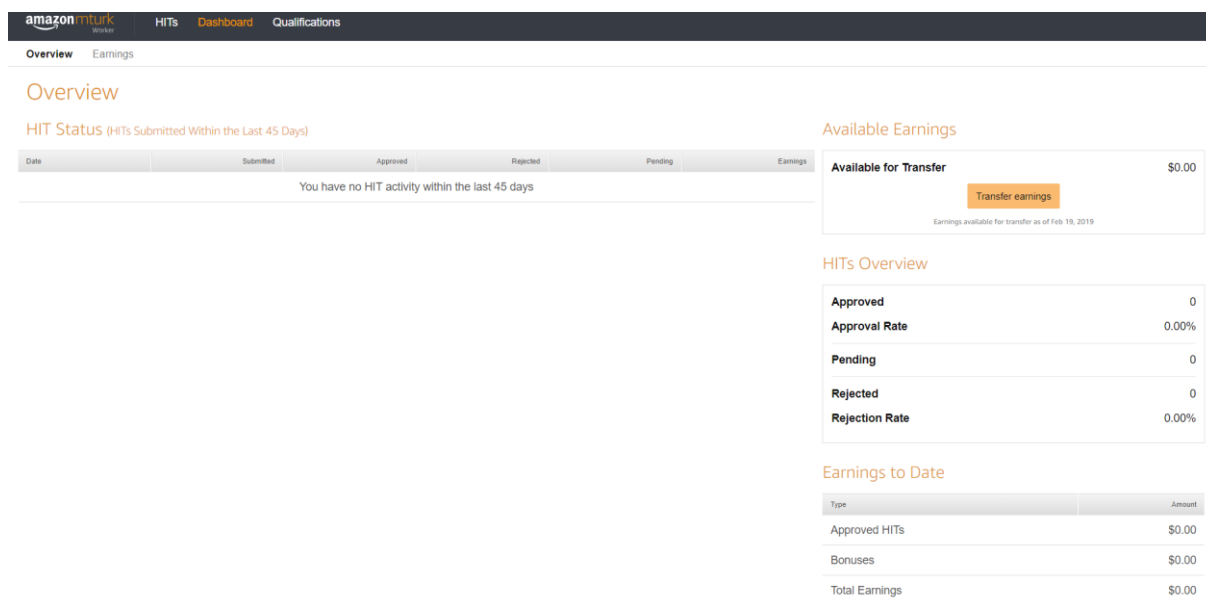 amazon mturk
Worker
HITs Dashboard Qualifications
Overview Earnings
Overview
HIT Status (HITs Submitted Within the Last 45 Days)
Date Submitted Approved Rejected Pending Earnings
You have no HIT activity within the last 45 days
Available Earnings
Available for Transfer $0.00
Transfer earnings
Earnings available for transfer as of Feb 19, 2019
HITs Overview
Approved 0
Approval Rate 0.00%
Pending 0
Rejected 0
Rejection Rate 0.00%
Earnings to Date
Type Amount
Approved HITs $0.00
Bonuses $0.00
Total Earnings $0.00